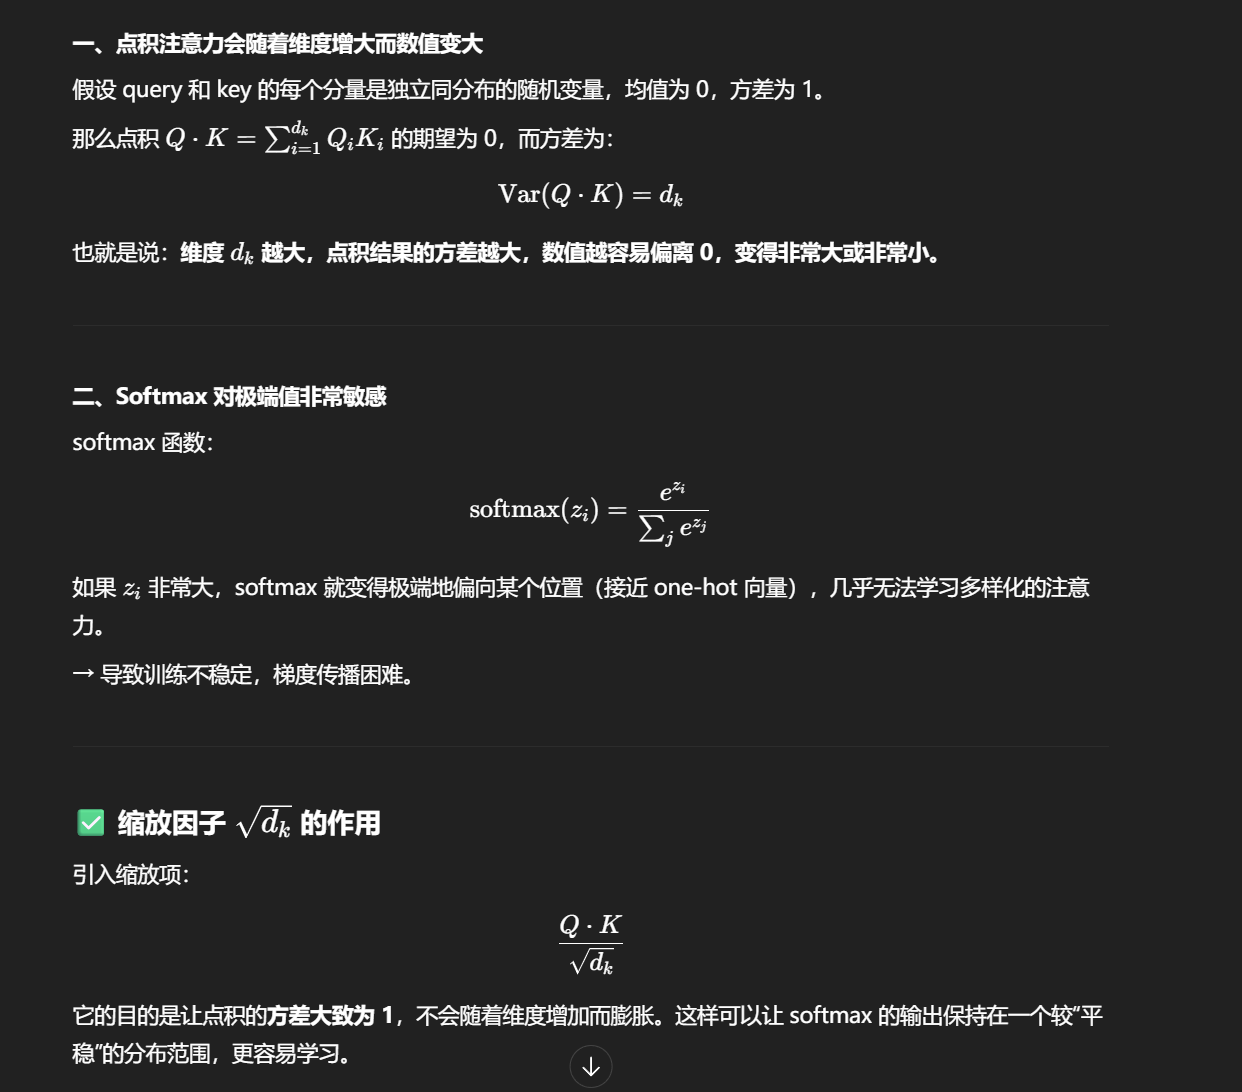 一、点积注意力会随着维度增大而数值变大
假设 query 和 key 的每个分量是独立同分布的随机变量，均值为 0，方差为 1。
那么点积 $Q \cdot K = \sum_{i=1}^{d_k} Q_i K_i$ 的期望为 0，而方差为：
$\mathrm{Var}(Q \cdot K) = d_k$
也就是说：维度 $d_k$ 越大，点积结果的方差越大，数值越容易偏离 0，变得非常大或非常小。
二、Softmax 对极端值非常敏感
softmax 函数：
$\mathrm{softmax}(z_i) = \frac{e^{z_i}}{\sum_j e^{z_j}}$
如果 $z_i$ 非常大，softmax 就变得极端地偏向某个位置（接近 one-hot 向量），几乎无法学习多样化的注意
力。
→ 导致训练不稳定，梯度传播困难。
✅ 缩放因子 $\sqrt{d_k}$ 的作用
引入缩放项：
$\frac{Q \cdot K}{\sqrt{d_k}}$
它的目的是让点积的方差大致为 1，不会随着维度增加而膨胀。这样可以让 softmax 的输出保持在一个较“平
稳”的分布范围，更容易学习。